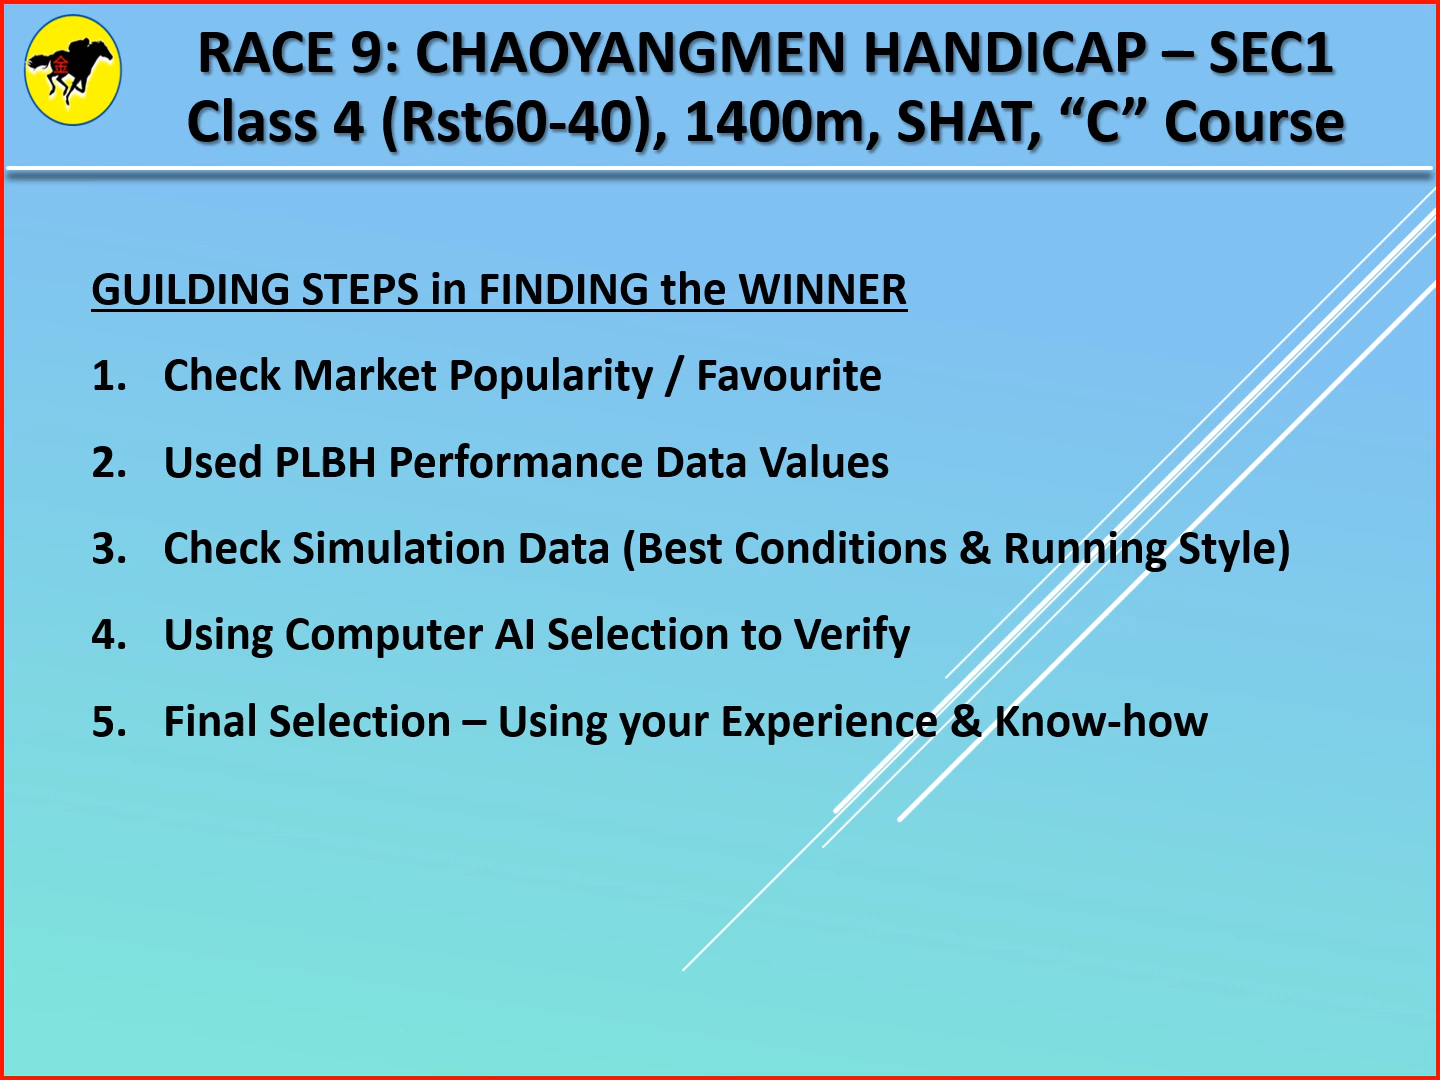 金
RACE 9: CHAOYANGMEN HANDICAP – SEC1
Class 4 (Rst60-40), 1400m, SHAT, “C” Course
GUILDING STEPS in FINDING the WINNER
1. Check Market Popularity / Favourite
2. Used PLBH Performance Data Values
3. Check Simulation Data (Best Conditions & Running Style)
4. Using Computer AI Selection to Verify
5. Final Selection – Using your Experience & Know-how